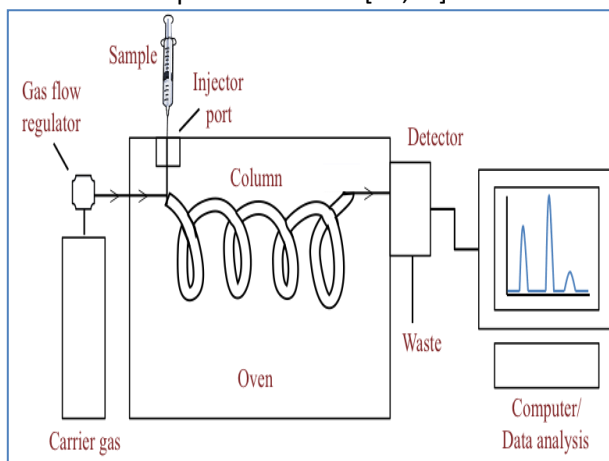 Sample
Gas flow
regulator
Injector
port
Detector
Column
Waste
Oven
Carrier gas
Computer/
Data analysis